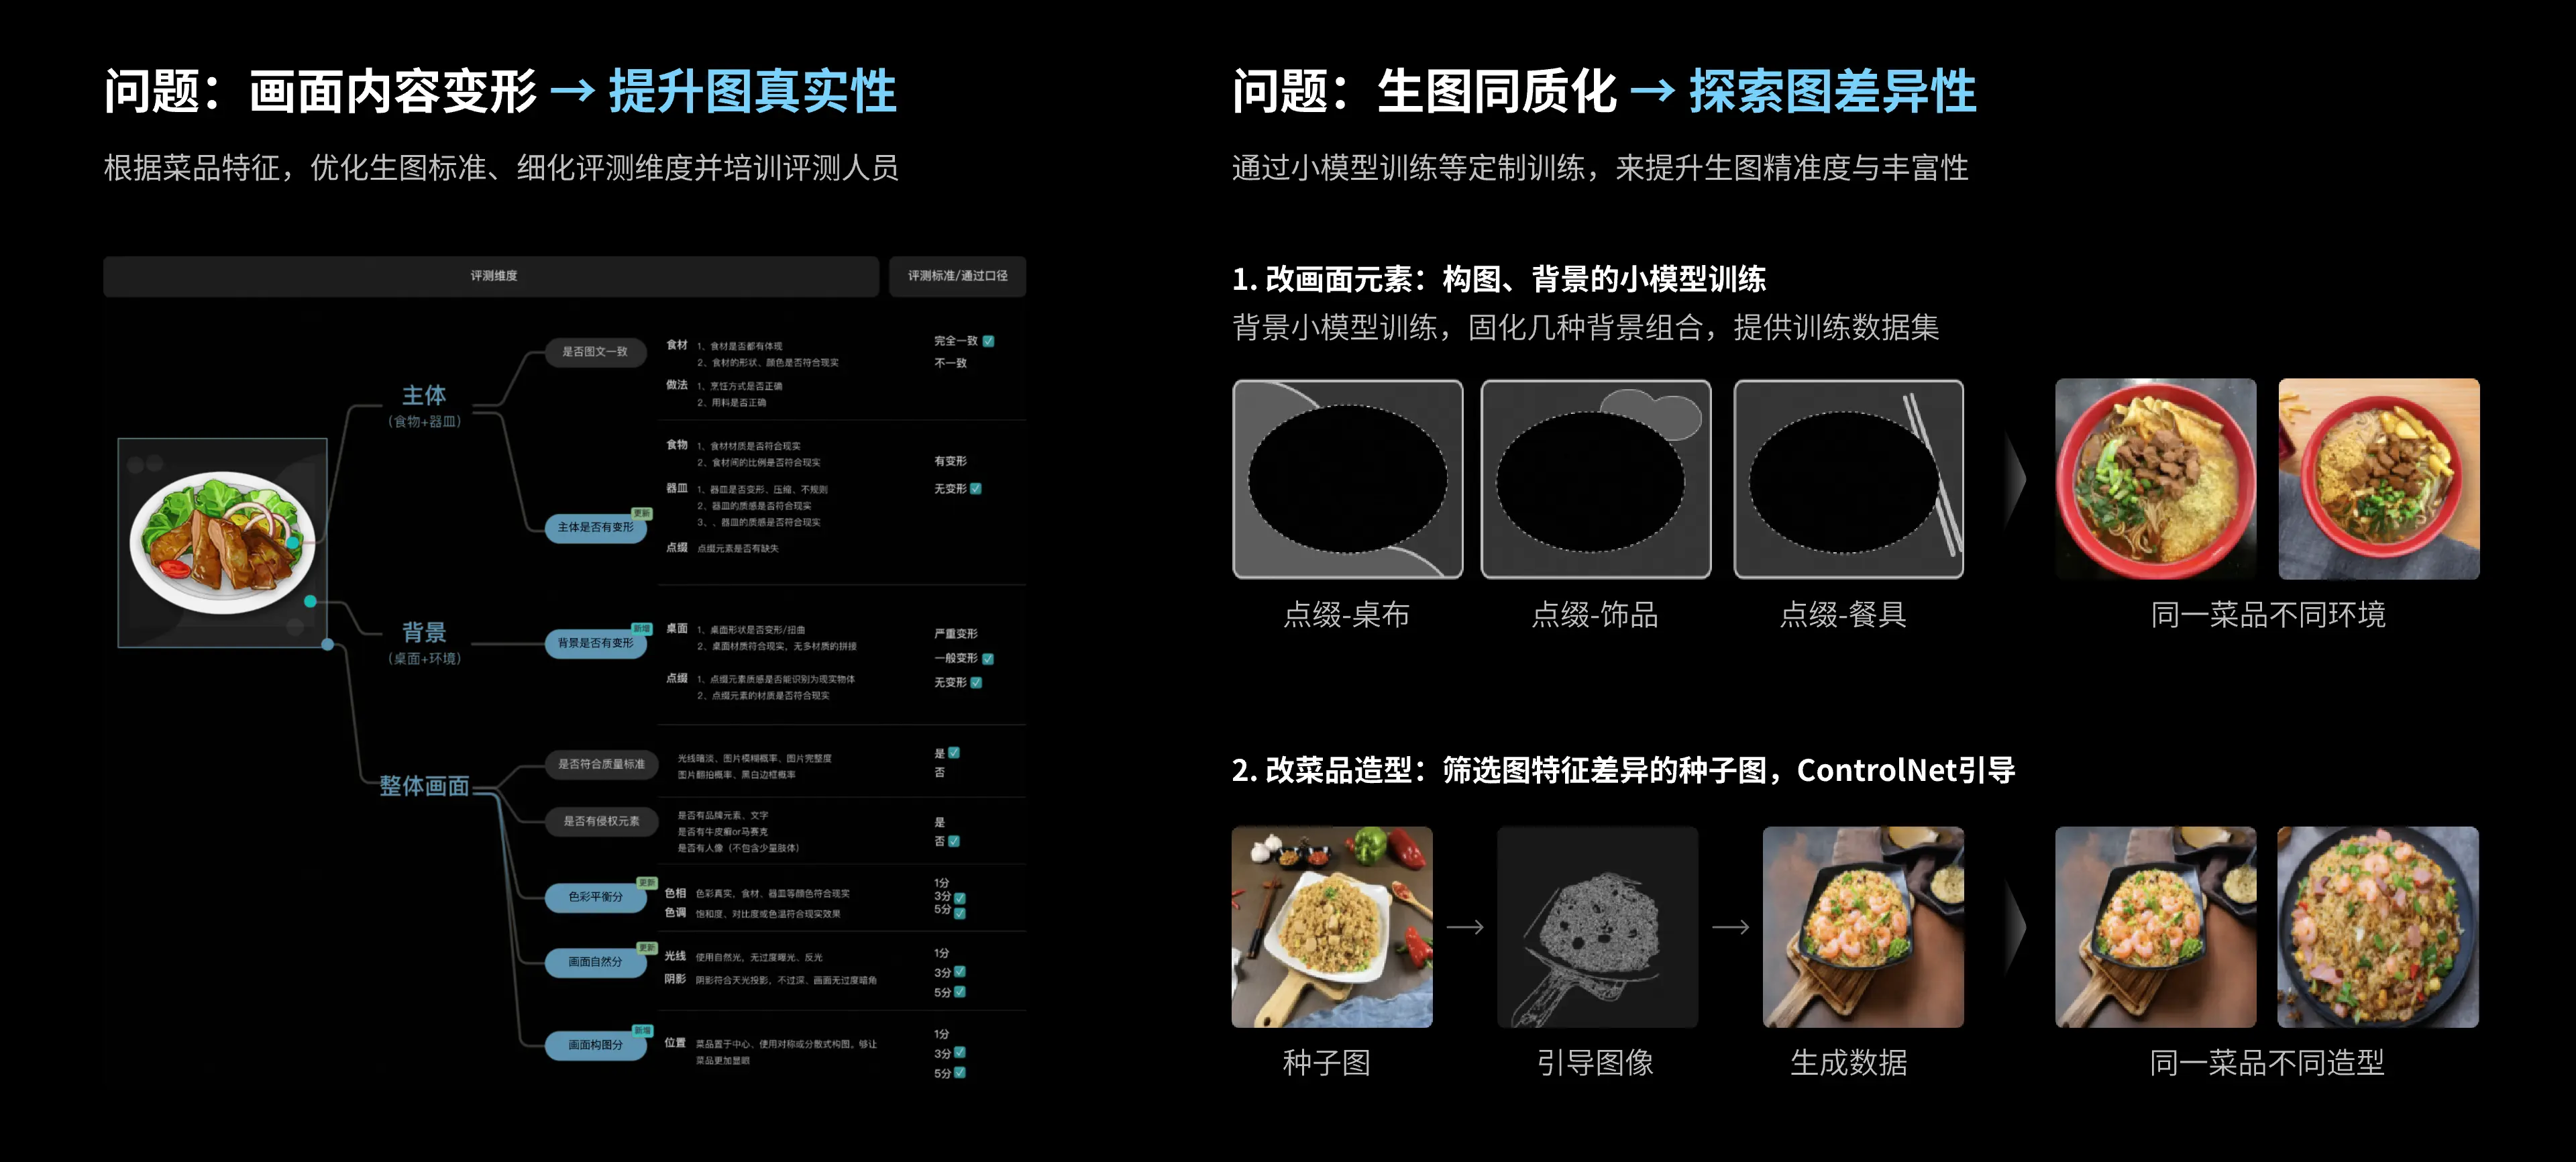 问题：画面内容变形 → 提升图真实性
根据菜品特征，优化生图标准、细化评测维度并培训评测人员
评测维度
评测标准/通过口径
主体
(食物+器皿)
是否图文一致
食材 1、食材是否都有体现
2、食材的形状、颜色是否符合现实
做法 1、烹饪方式是否正确
2、用料是否正确
完全一致
不一致
主体是否有变形
更新
食物 1、食材材质是否符合现实
2、食材间的比例是否符合现实
器皿 1、器皿是否变形、压缩、不规则
2、器皿的质感是否符合现实
3、、器皿的质感是否符合现实
点缀 点缀元素是否有缺失
有变形
无变形
背景
(桌面+环境)
背景是否有变形
新增
桌面 1、桌面形状是否变形/扭曲
2、桌面材质符合现实，无多材质的拼接
点缀 1、点缀元素质感是否能识别为现实物体
2、点缀元素的材质是否符合现实
严重变形
一般变形
无变形
整体画面
是否符合质量标准
光线暗淡、图片模糊概率、图片完整度
图片翻拍概率、黑白边框概率
是
否
是否有侵权元素
是否有品牌元素、文字
是否有牛皮癣or马赛克
是否有人像（不包含少量肢体）
是
否
色彩平衡分
更新
色相 色彩真实，食材、器皿等颜色符合现实
色调 饱和度、对比度或色温符合现实效果
1分
3分
5分
画面自然分
更新
光线 使用自然光，无过度曝光、反光
阴影 阴影符合天光投影，不过深、画面无过度暗角
1分
3分
5分
画面构图分
新增
位置 菜品置于中心、使用对称或分散式构图，够让
菜品更加显眼
1分
3分
5分
问题：生图同质化 → 探索图差异性
通过小模型训练等定制训练，来提升生图精准度与丰富性
1. 改画面元素：构图、背景的小模型训练
背景小模型训练，固化几种背景组合，提供训练数据集
点缀-桌布
点缀-饰品
点缀-餐具
同一菜品不同环境
2. 改菜品造型：筛选图特征差异的种子图，ControlNet引导
种子图
引导图像
生成数据
同一菜品不同造型